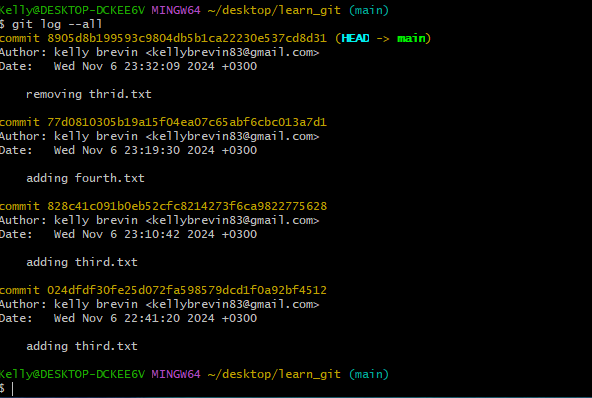 Kelly@DESKTOP-DCKEE6V MINGW64 ~/desktop/learn_git (main)
$ git log --all
commit 8905d8b199593c9804db5b1ca22230e537cd8d31 (HEAD -> main)
Author: kelly brevin <kellybrevin83@gmail.com>
Date:   Wed Nov 6 23:32:09 2024 +0300
    removing thrid.txt
commit 77d0810305b19a15f04ea07c65abf6cbc013a7d1
Author: kelly brevin <kellybrevin83@gmail.com>
Date:   Wed Nov 6 23:19:30 2024 +0300
    adding fourth.txt
commit 828c41c091b0eb52cfc8214273f6ca9822775628
Author: kelly brevin <kellybrevin83@gmail.com>
Date:   Wed Nov 6 23:10:42 2024 +0300
    adding third.txt
commit 024dfdf30fe25d072fa598579dcd1f0a92bf4512
Author: kelly brevin <kellybrevin83@gmail.com>
Date:   Wed Nov 6 22:41:20 2024 +0300
    adding third.txt
Kelly@DESKTOP-DCKEE6V MINGW64 ~/desktop/learn_git (main)
$